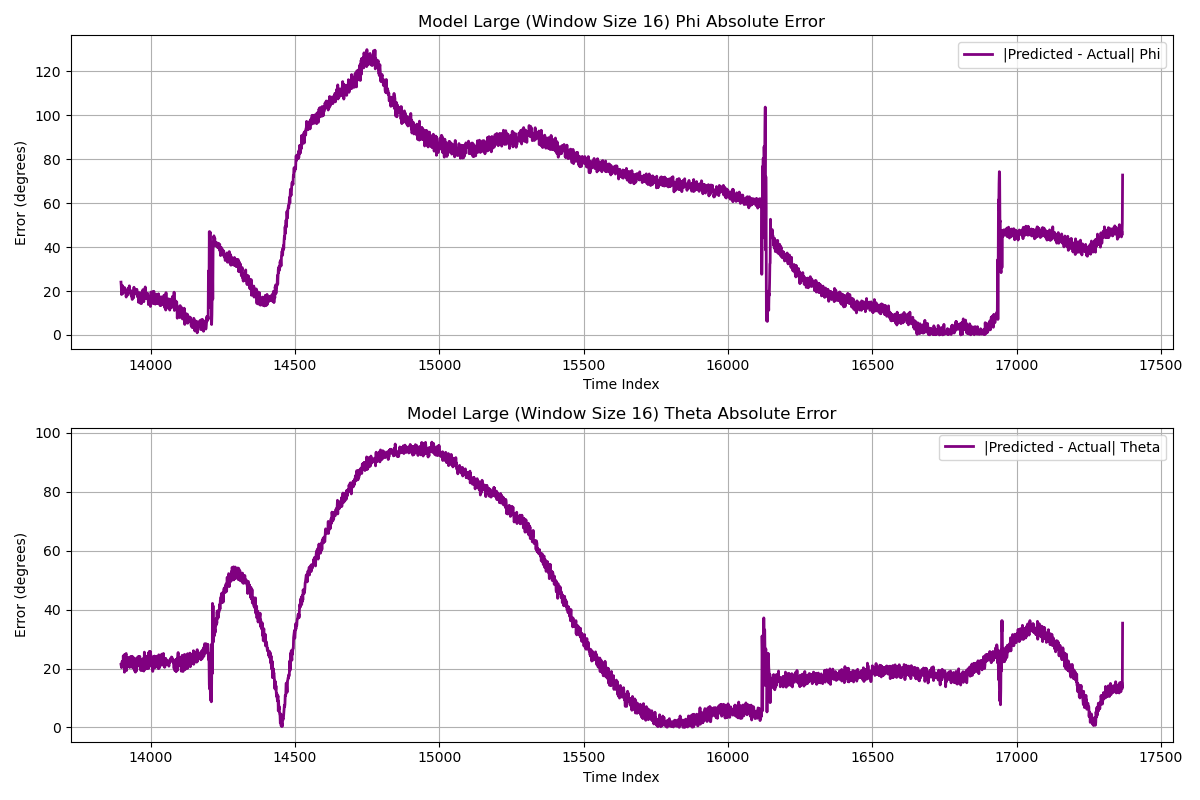 Model Large (Window Size 16) Phi Absolute Error
|Predicted - Actual| Phi
Error (degrees)
120
100
80
60
40
20
0
14000 14500 15000 15500 16000 16500 17000 17500
Time Index
Model Large (Window Size 16) Theta Absolute Error
|Predicted - Actual| Theta
Error (degrees)
100
80
60
40
20
0
14000 14500 15000 15500 16000 16500 17000 17500
Time Index